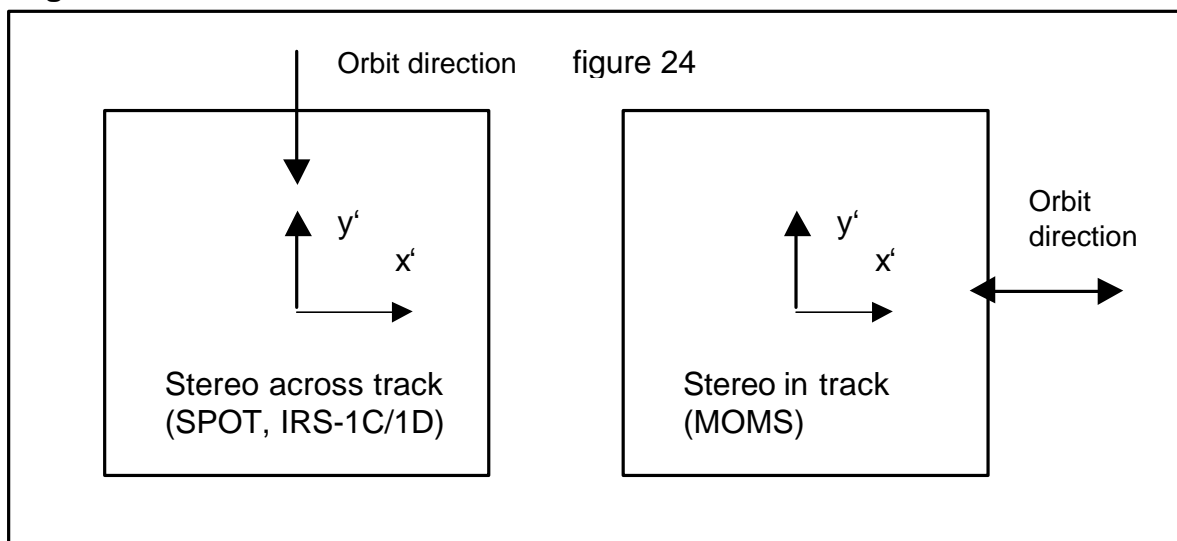 Orbit direction figure 24
y‘
x‘
Stereo across track
(SPOT, IRS-1C/1D)
y‘
x‘
Stereo in track
(MOMS)
Orbit
direction